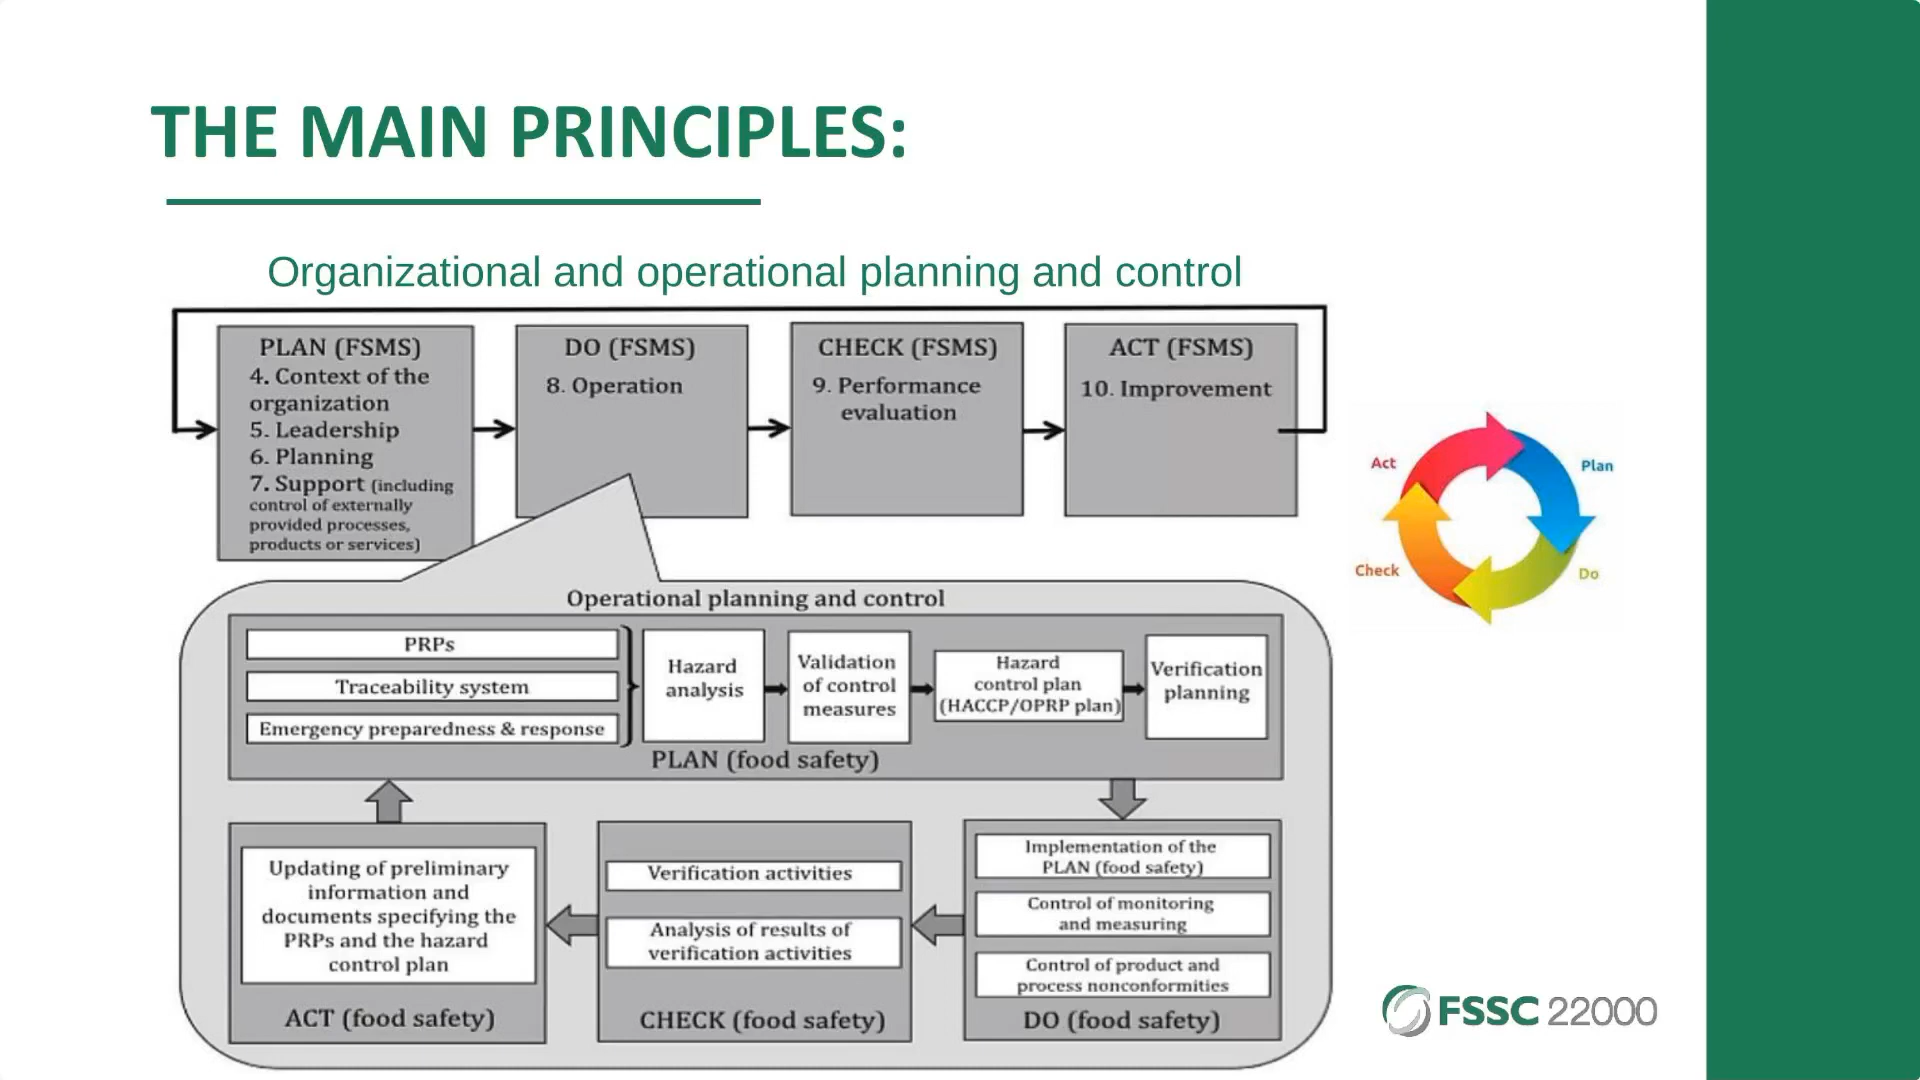 THE MAIN PRINCIPLES:
Organizational and operational planning and control
PLAN (FSMS)
4. Context of the
organization
5. Leadership
6. Planning
7. Support (including
control of externally
provided processes,
products or services)
DO (FSMS)
8. Operation
CHECK (FSMS)
9. Performance
evaluation
ACT (FSMS)
10. Improvement
Act
Plan
Check
Do
Operational planning and control
PRPs
Traceability system
Emergency preparedness & response
Hazard
analysis
Validation
of control
measures
Hazard
control plan
(HACCP/OPRP plan)
Verification
planning
PLAN (food safety)
Updating of preliminary
information and
documents specifying the
PRPs and the hazard
control plan
ACT (food safety)
Verification activities
Analysis of results of
verification activities
CHECK (food safety)
Implementation of the
PLAN (food safety)
Control of monitoring
and measuring
Control of product and
process nonconformities
DO (food safety)
FSSC 22000